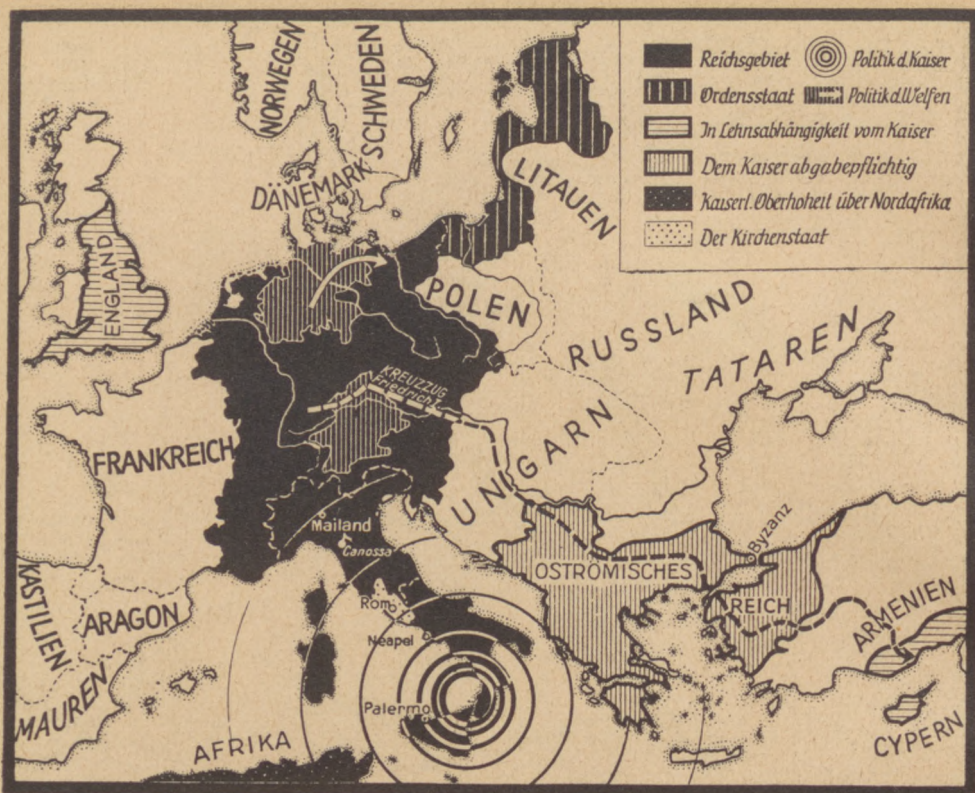 Reichsgebiet
Politik d. Kaiser
Ordensstaat
Politik d. Welfen
In Lehnsabhängigkeit vom Kaiser
Dem Kaiser abgabepflichtig
Kaiserl. Oberhoheit über Nordafrika
Der Kirchenstaat
NORWEGEN
SCHWEDEN
DÄNEMARK
LITAUEN
ENGLAND
POLEN
RUSSLAND
TATAREN
KREUZZUG
Friedrich I.
FRANKREICH
UNGARN
Mailand
Canossa
Byzanz
OSTRÖMISCHES
REICH
KASTILIEN
ARAGON
Rom
Neapel
ARMENIEN
MAUREN
Palermo
AFRIKA
CYPERN